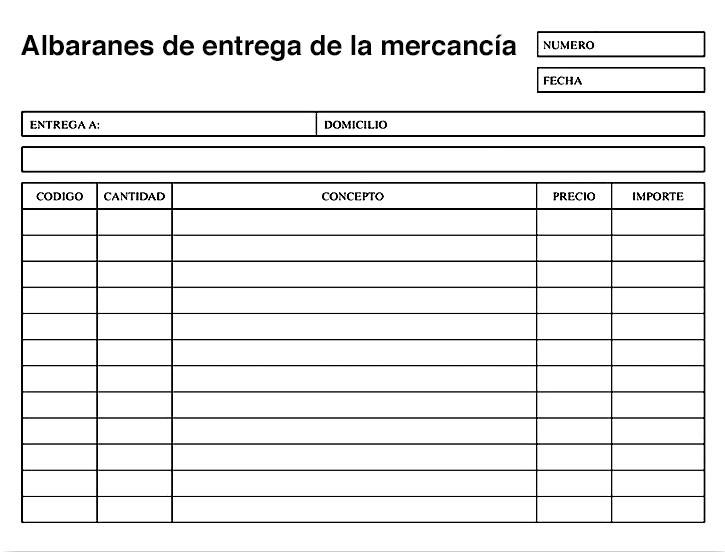 Albaranes de entrega de la mercancía
NUMERO
FECHA
ENTREGA A: DOMICILIO
CODIGO CANTIDAD CONCEPTO PRECIO IMPORTE